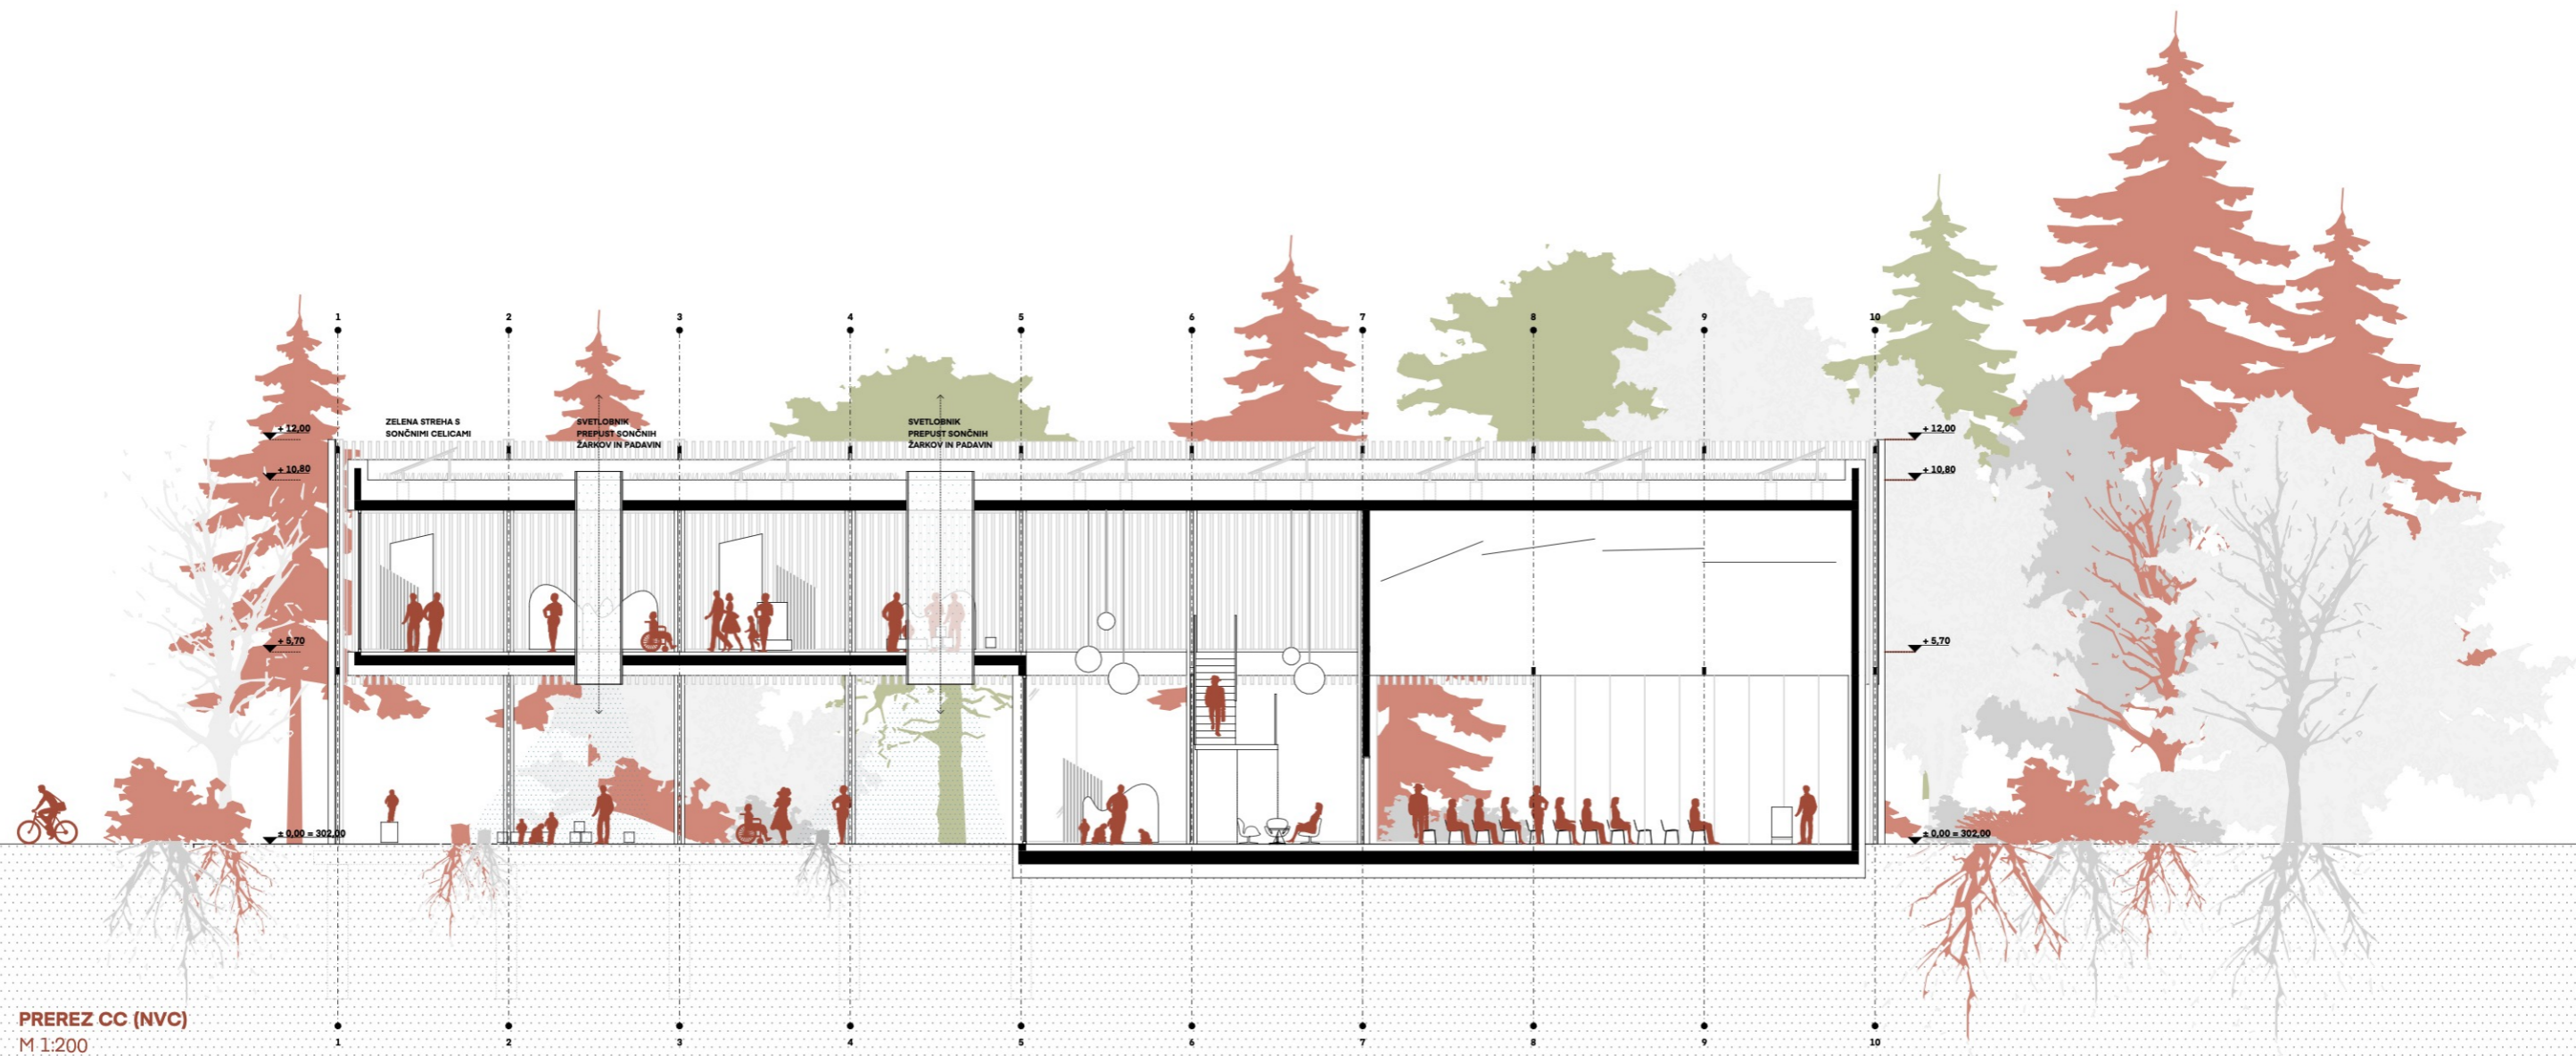 1 2 3 4 5 6 7 8 9 10
ZELENA STREHA S
SONČNIMI CELICAMI
SVETLOBNIK
PREPUST SONČNIH
ŽARKOV IN PADAVIN
SVETLOBNIK
PREPUST SONČNIH
ŽARKOV IN PADAVIN
+ 12,00
+ 12,00
+ 10,80
+ 10,80
+ 5,70
+ 5,70
± 0,00 = 302,00
± 0,00 = 302,00
PREREZ CC (NVC)
M 1:200
1 2 3 4 5 6 7 8 9 10